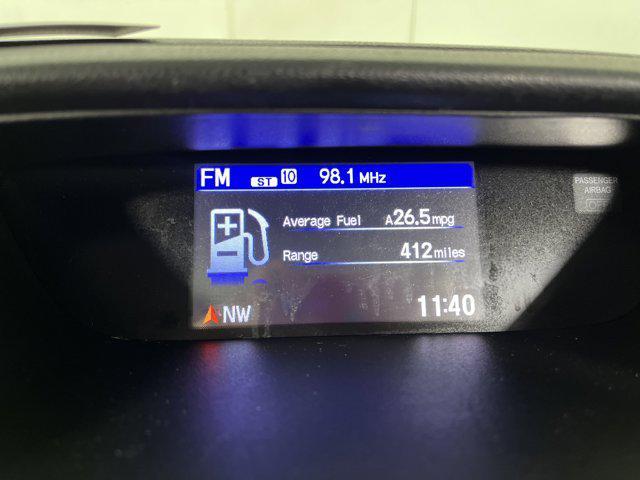 FM ST 10 98.1 MHz
Average Fuel A26.5mpg
Range 412miles
NW 11:40
PASSENGER
AIRBAG
OFF